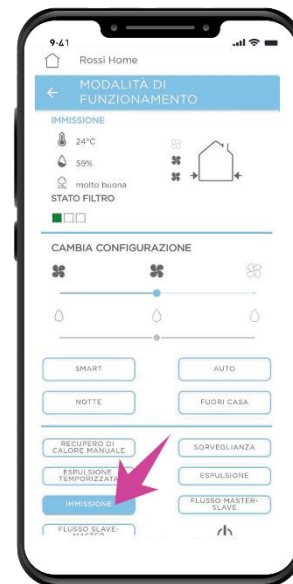 9:41
Rossi Home
MODALITÀ DI
FUNZIONAMENTO
IMMISSIONE
24°C
59%
molto buona
STATO FILTRO
CAMBIA CONFIGURAZIONE
SMART
AUTO
NOTTE
FUORI CASA
RECUPERO DI
CALORE MANUALE
SORVEGLIANZA
ESPULSIONE
TEMPORIZZATA
ESPULSIONE
IMMISSIONE
FLUSSO MASTER-
SLAVE
FLUSSO SLAVE-
MASTER